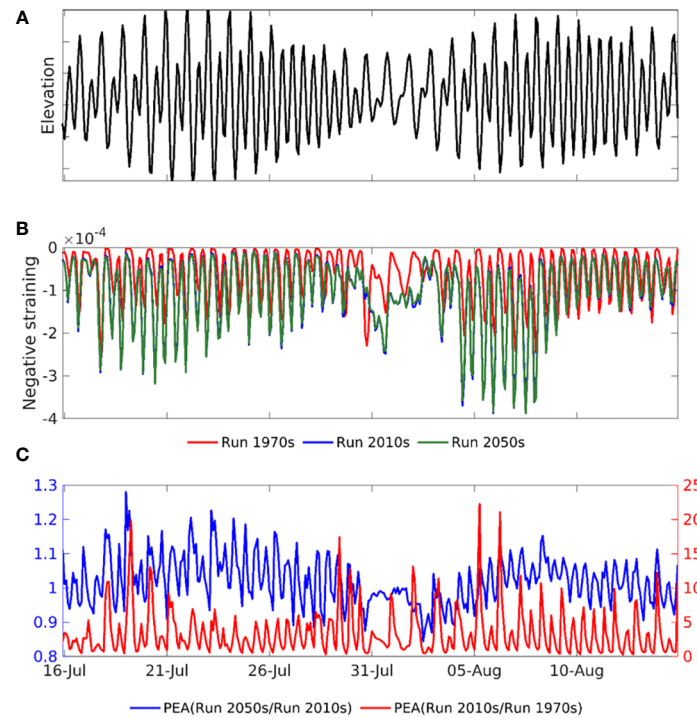 A
Elevation
B
×10⁻⁴
0
-1
-2
-3
-4
Negative straining
Run 1970s Run 2010s Run 2050s
C
1.3
1.2
1.1
1
0.9
0.8
25
20
15
10
5
0
16-Jul 21-Jul 26-Jul 31-Jul 05-Aug 10-Aug
PEA(Run 2050s/Run 2010s) PEA(Run 2010s/Run 1970s)